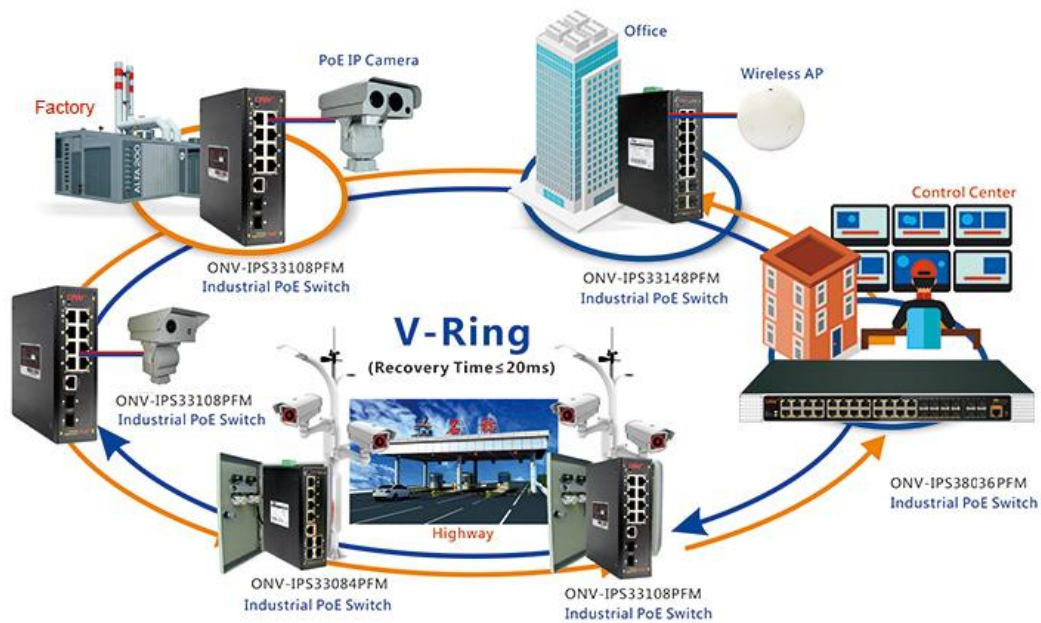 Office
PoE IP Camera
Wireless AP
Factory
ALFA 200
Control Center
ONV-IPS33108PFM
Industrial PoE Switch
ONV-IPS33148PFM
Industrial PoE Switch
V-Ring
(Recovery Time≤20ms)
ONV-IPS33108PFM
Industrial PoE Switch
ONV-IPS38036PFM
Industrial PoE Switch
Highway
ONV-IPS33084PFM
Industrial PoE Switch
ONV-IPS33108PFM
Industrial PoE Switch